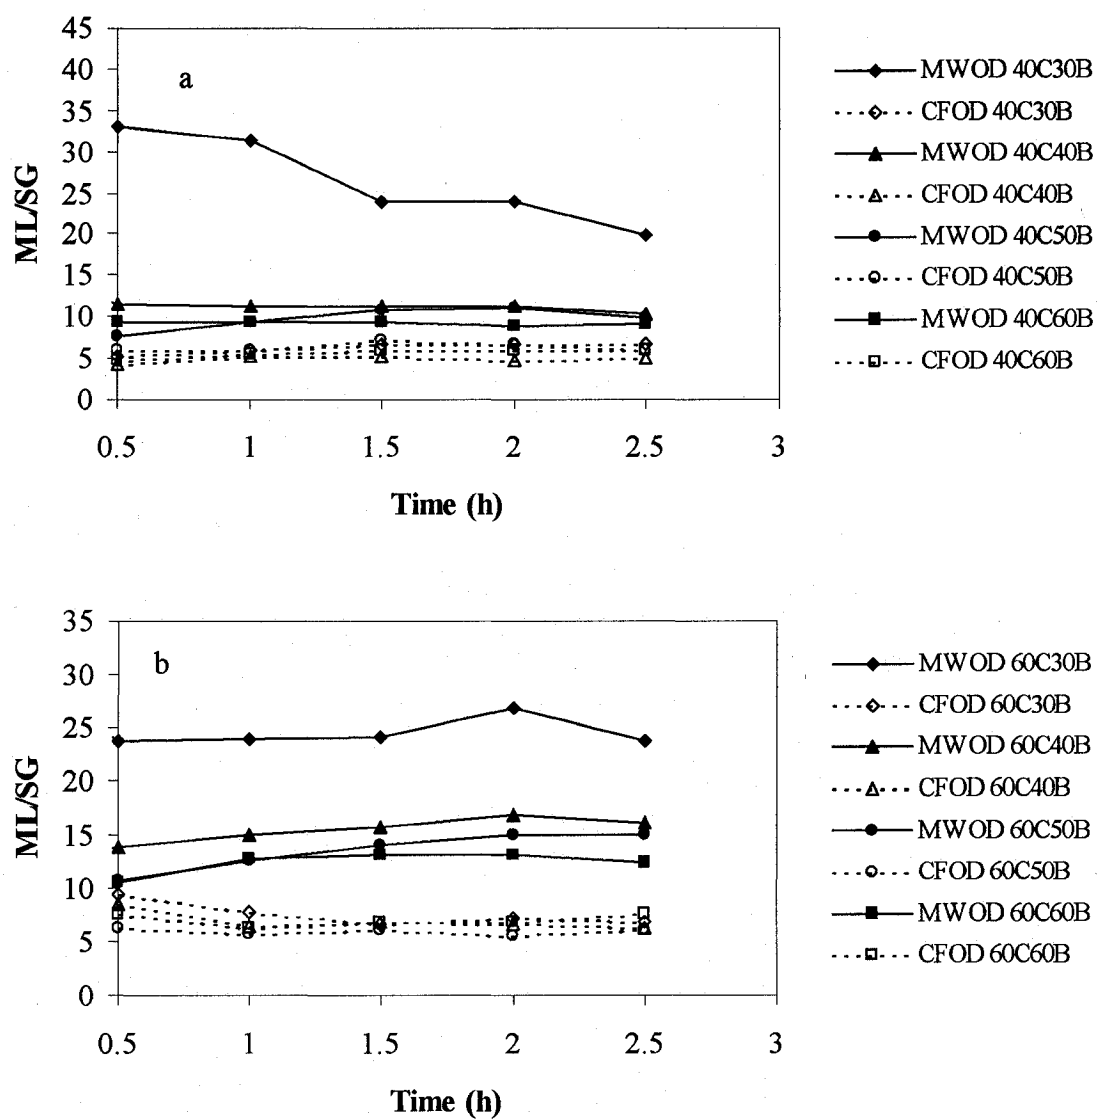 45
40
35
30
25
20
15
10
5
0
ML/SG
a
0.5 1 1.5 2 2.5 3
Time (h)
MWOD 40C30B
CFOD 40C30B
MWOD 40C40B
CFOD 40C40B
MWOD 40C50B
CFOD 40C50B
MWOD 40C60B
CFOD 40C60B
35
30
25
20
15
10
5
0
ML/SG
b
0.5 1 1.5 2 2.5 3
Time (h)
MWOD 60C30B
CFOD 60C30B
MWOD 60C40B
CFOD 60C40B
MWOD 60C50B
CFOD 60C50B
MWOD 60C60B
CFOD 60C60B